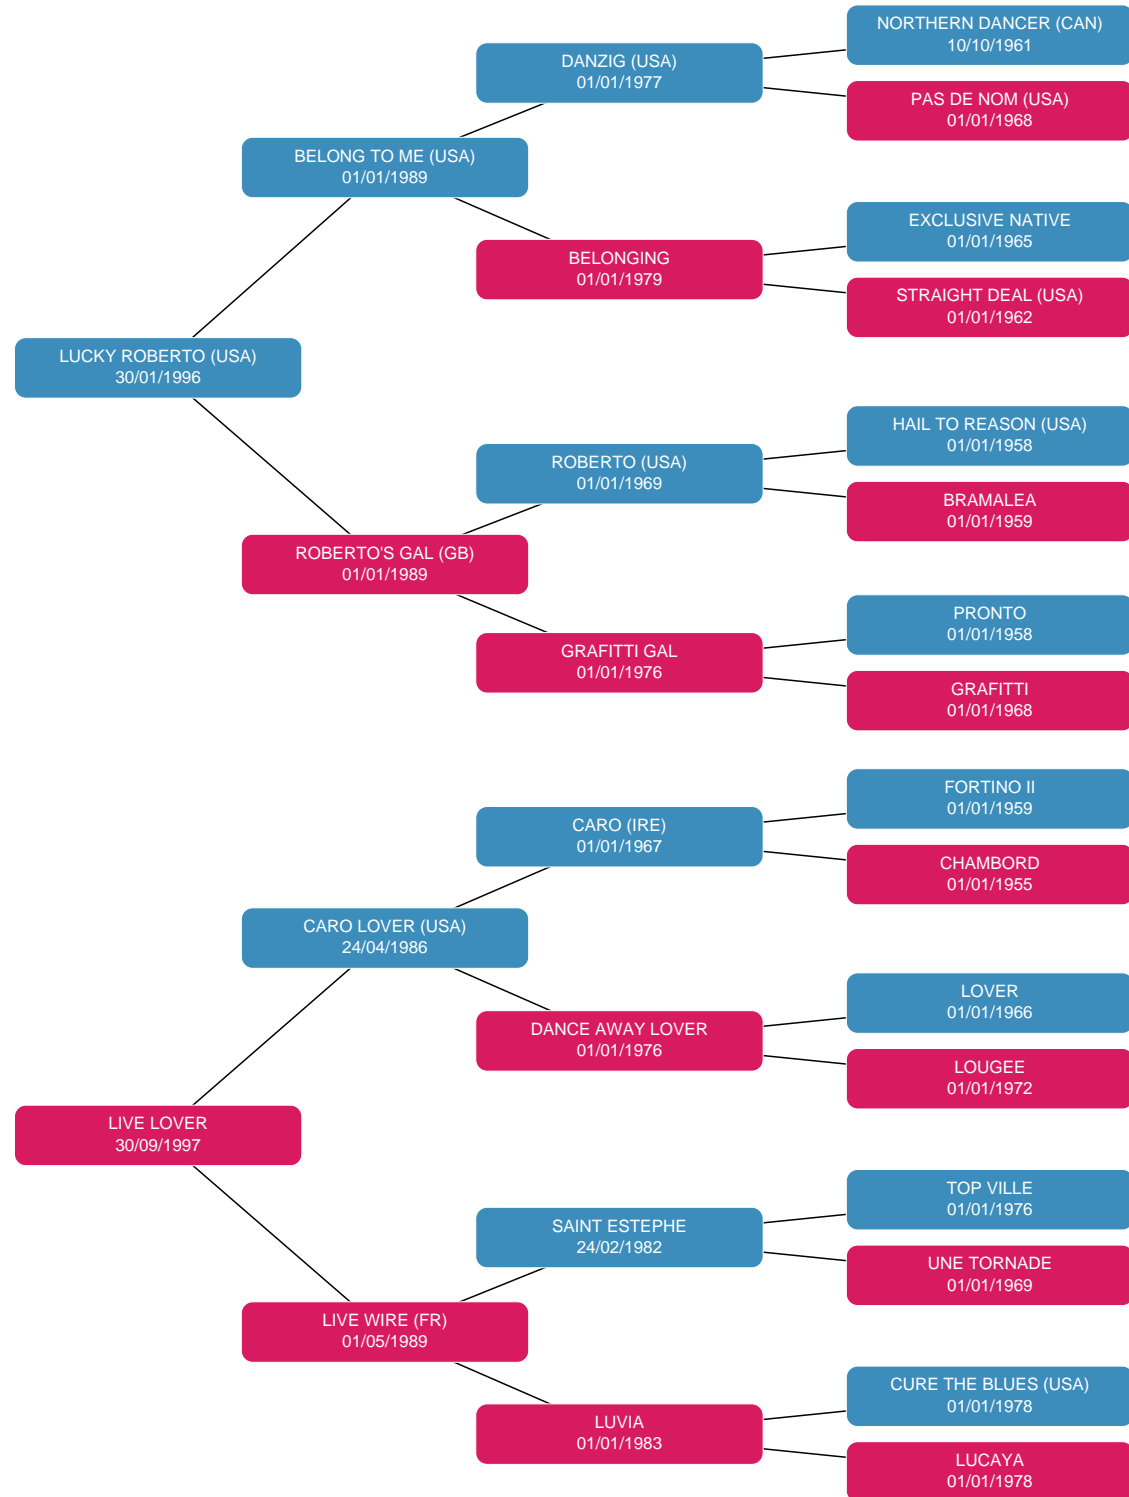 NORTHERN DANCER (CAN)
10/10/1961
DANZIG (USA)
01/01/1977
PAS DE NOM (USA)
01/01/1968
BELONG TO ME (USA)
01/01/1989
EXCLUSIVE NATIVE
01/01/1965
BELONGING
01/01/1979
STRAIGHT DEAL (USA)
01/01/1962
LUCKY ROBERTO (USA)
30/01/1996
HAIL TO REASON (USA)
01/01/1958
ROBERTO (USA)
01/01/1969
BRAMALEA
01/01/1959
ROBERTO'S GAL (GB)
01/01/1989
PRONTO
01/01/1958
GRAFITTI GAL
01/01/1976
GRAFITTI
01/01/1968
FORTINO II
01/01/1959
CARO (IRE)
01/01/1967
CHAMBORD
01/01/1955
CARO LOVER (USA)
24/04/1986
LOVER
01/01/1966
DANCE AWAY LOVER
01/01/1976
LOUGEE
01/01/1972
LIVE LOVER
30/09/1997
TOP VILLE
01/01/1976
SAINT ESTEPHE
24/02/1982
UNE TORNADE
01/01/1969
LIVE WIRE (FR)
01/05/1989
CURE THE BLUES (USA)
01/01/1978
LUVIA
01/01/1983
LUCAYA
01/01/1978